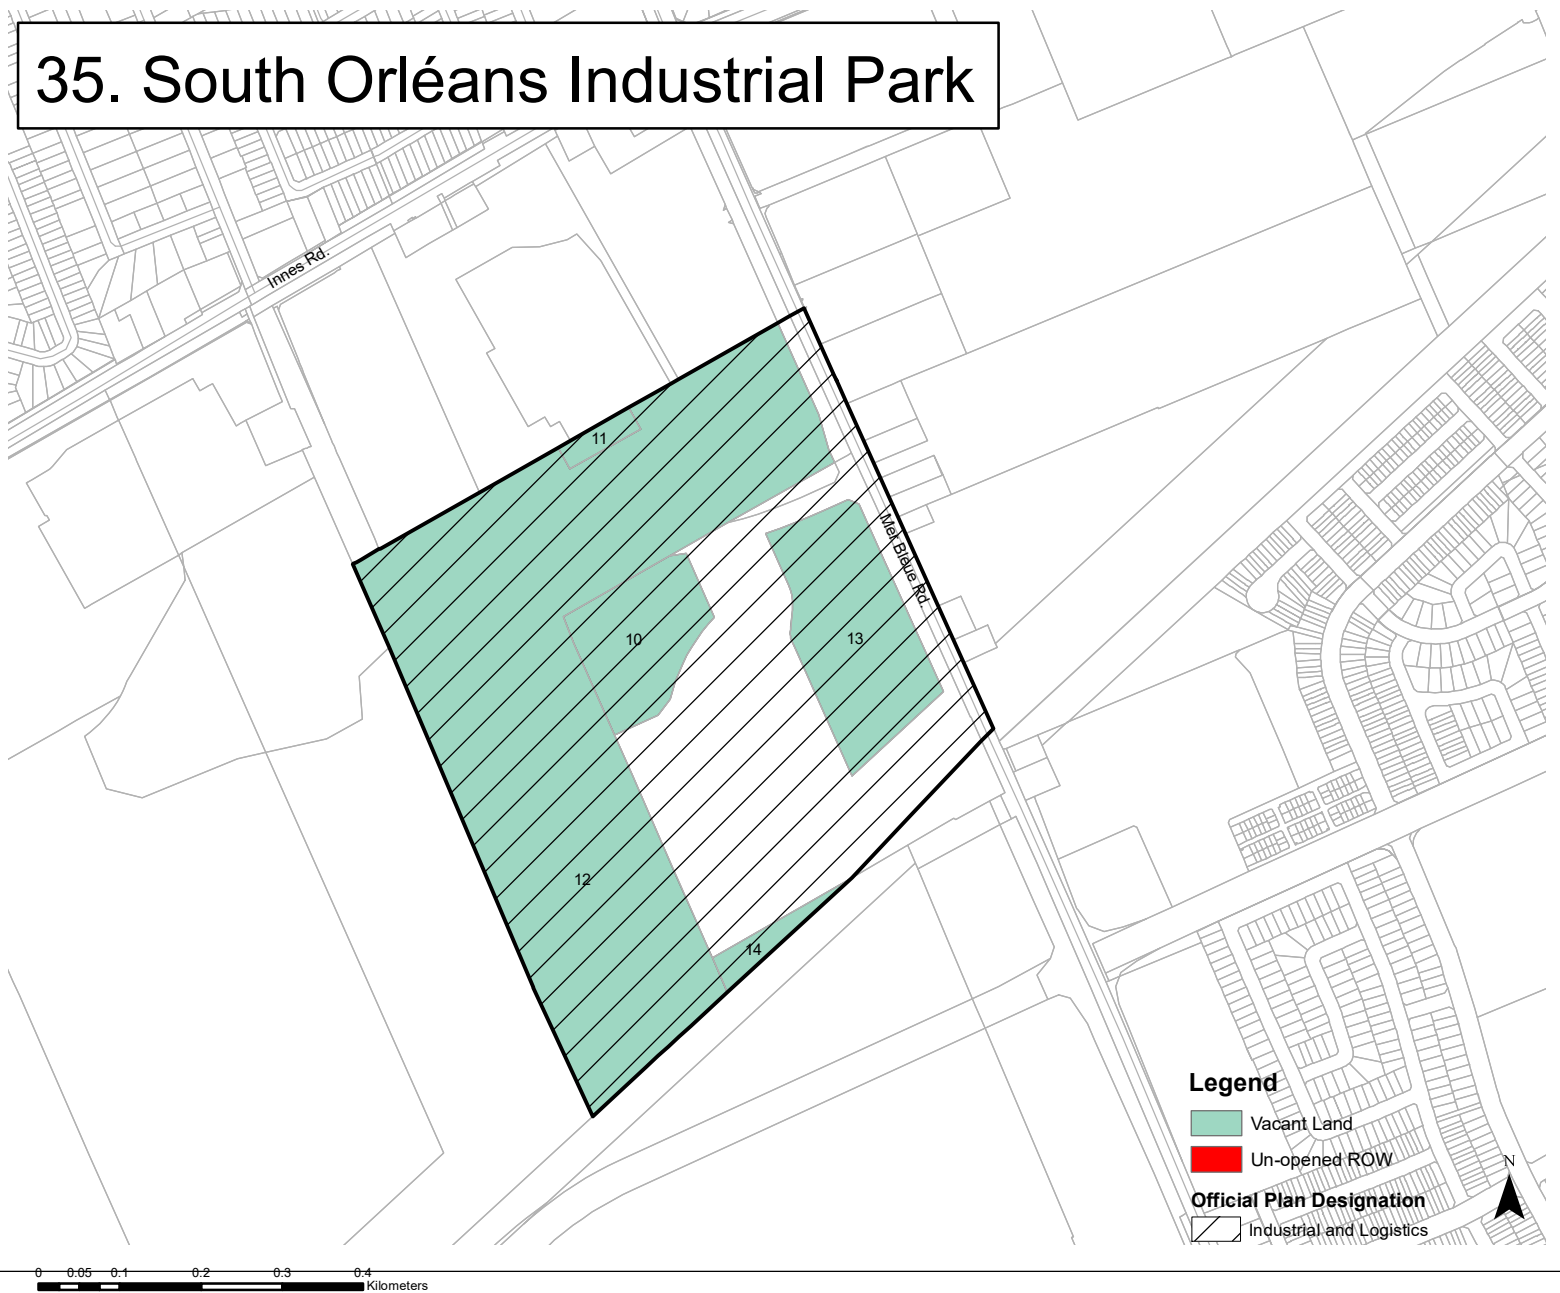 35. South Orléans Industrial Park
Innes Rd.
11
Mer Bleue Rd.
10
13
12
14
Legend
Vacant Land
Un-opened ROW
N
Official Plan Designation
Industrial and Logistics
0 0.05 0.1 0.2 0.3 0.4
Kilometers